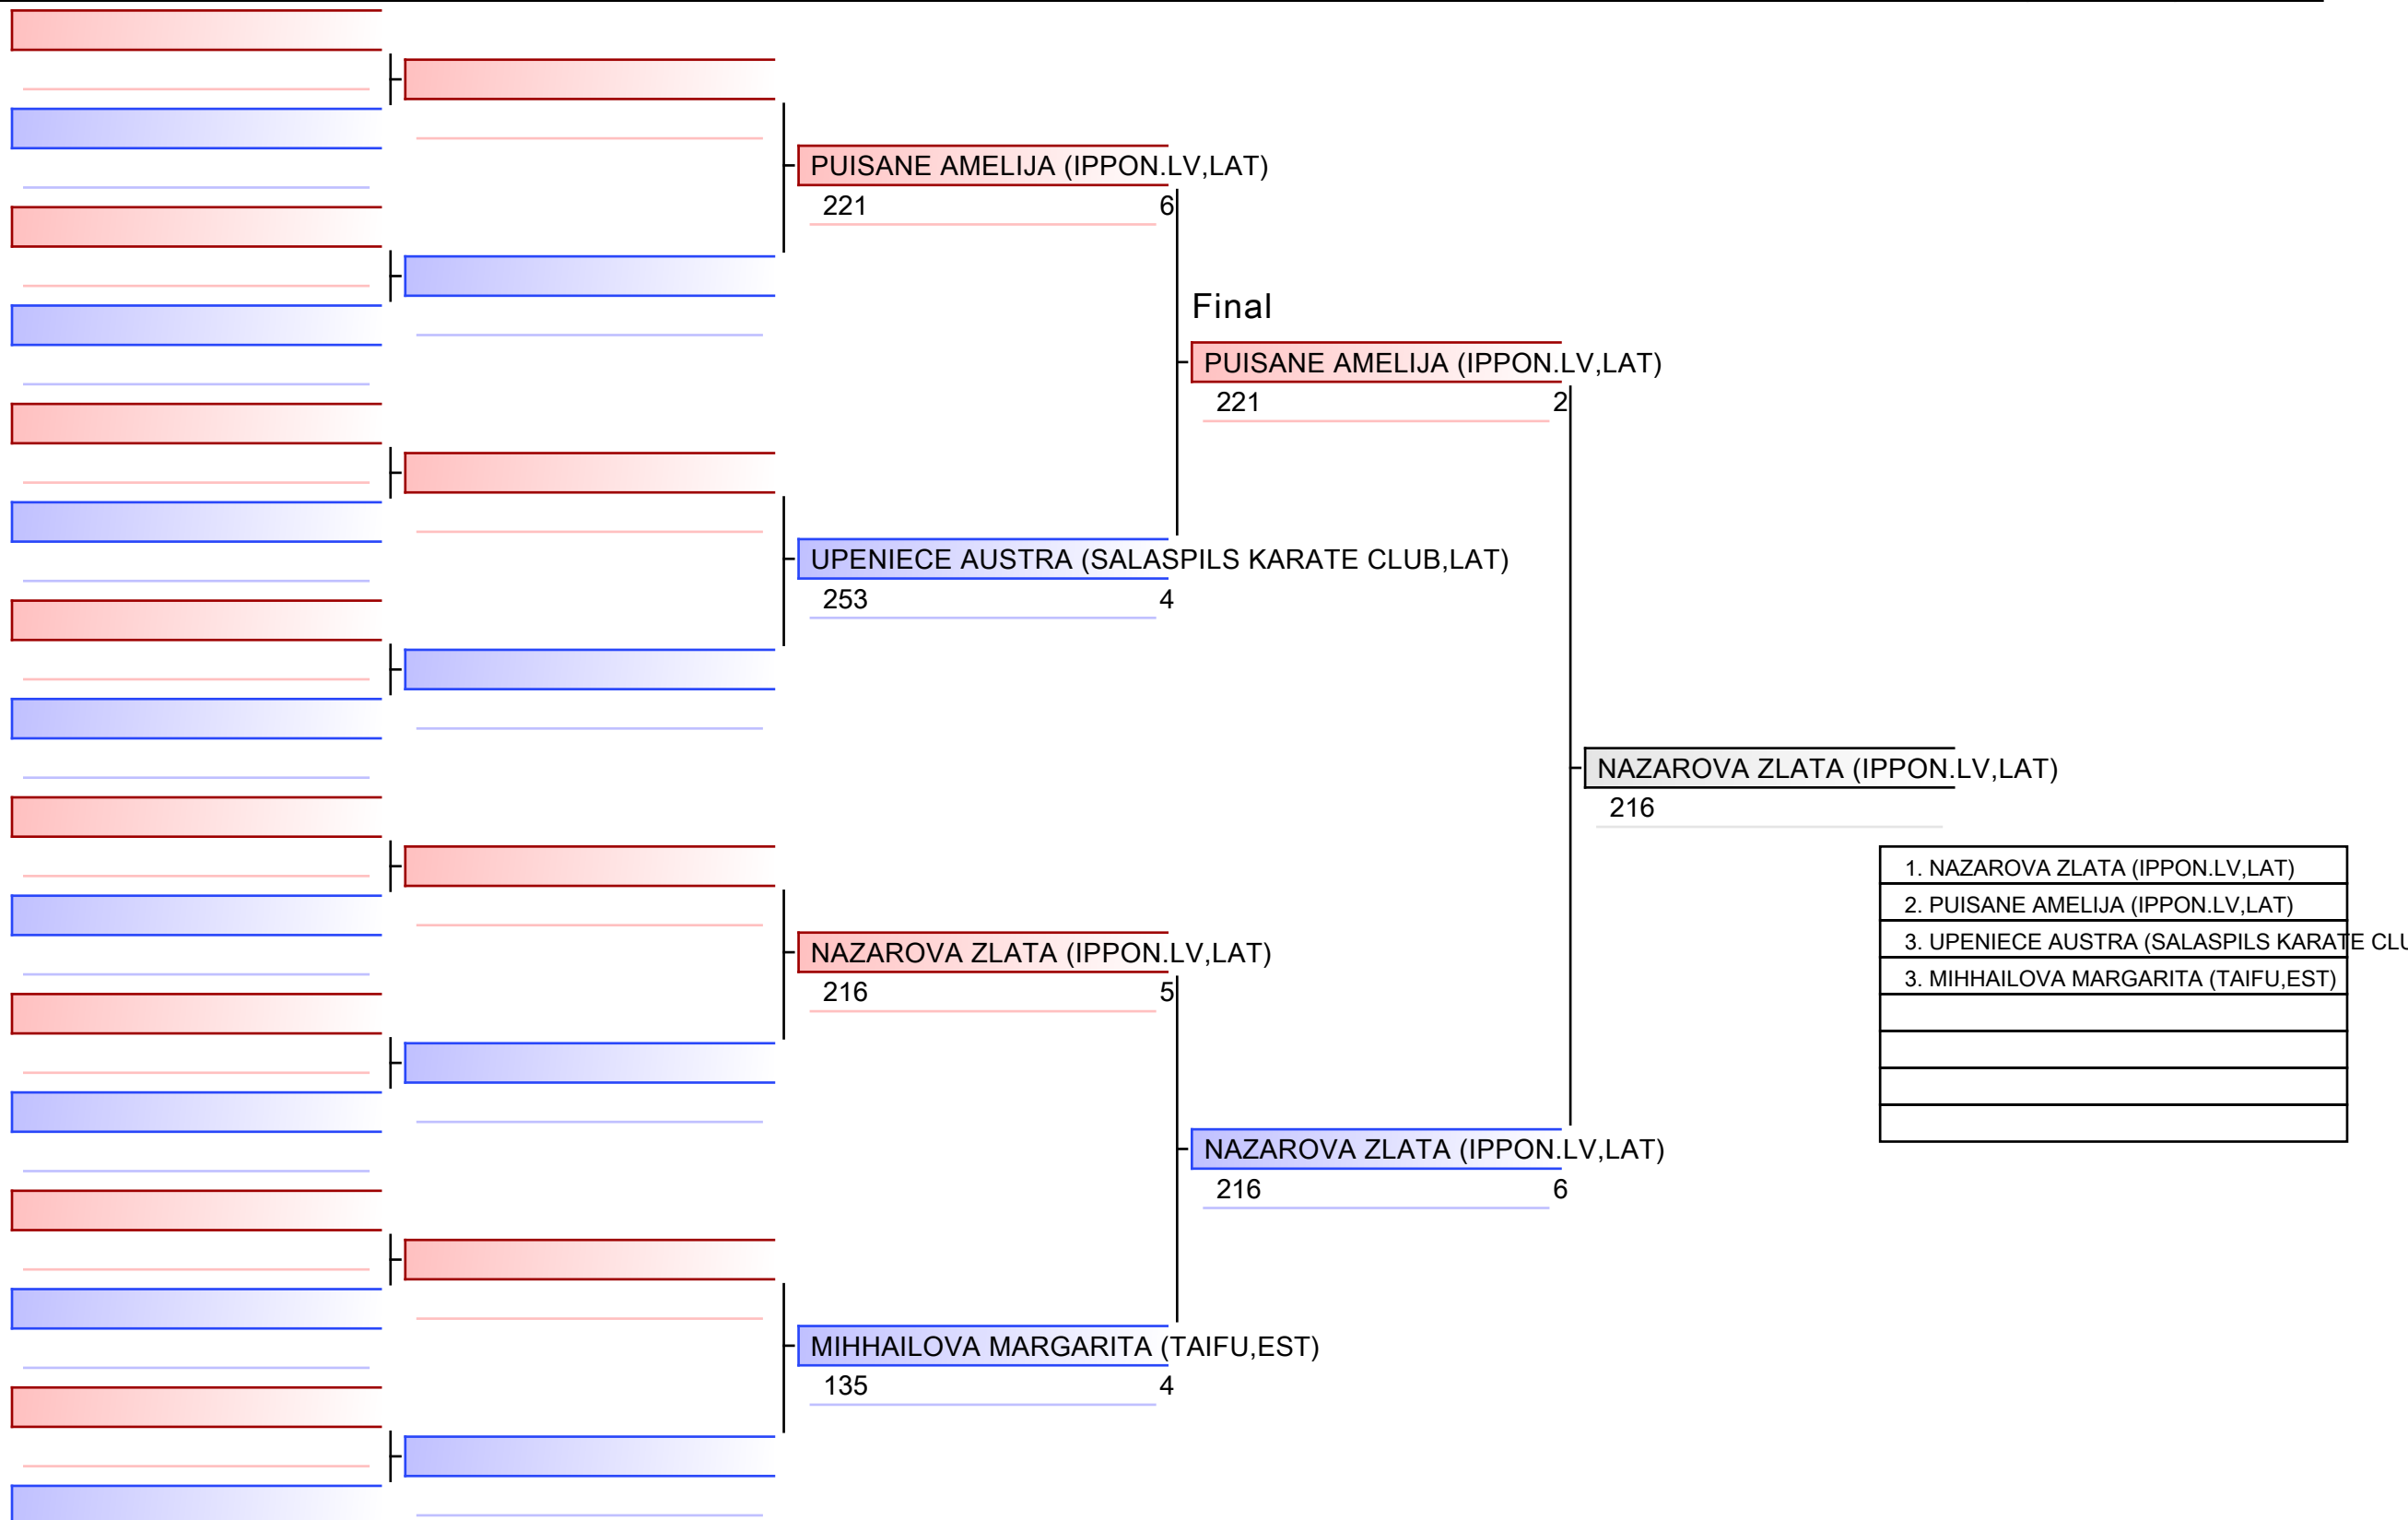 PUISANE AMELIJA (IPPON.LV,LAT)
221 6
Final
PUISANE AMELIJA (IPPON.LV,LAT)
221 2
UPENIECE AUSTRA (SALASPILS KARATE CLUB,LAT)
253 4
NAZAROVA ZLATA (IPPON.LV,LAT)
216
1. NAZAROVA ZLATA (IPPON.LV,LAT)
2. PUISANE AMELIJA (IPPON.LV,LAT)
3. UPENIECE AUSTRA (SALASPILS KARATE CLU
3. MIHHAILOVA MARGARITA (TAIFU,EST)
NAZAROVA ZLATA (IPPON.LV,LAT)
216 5
NAZAROVA ZLATA (IPPON.LV,LAT)
216 6
MIHHAILOVA MARGARITA (TAIFU,EST)
135 4